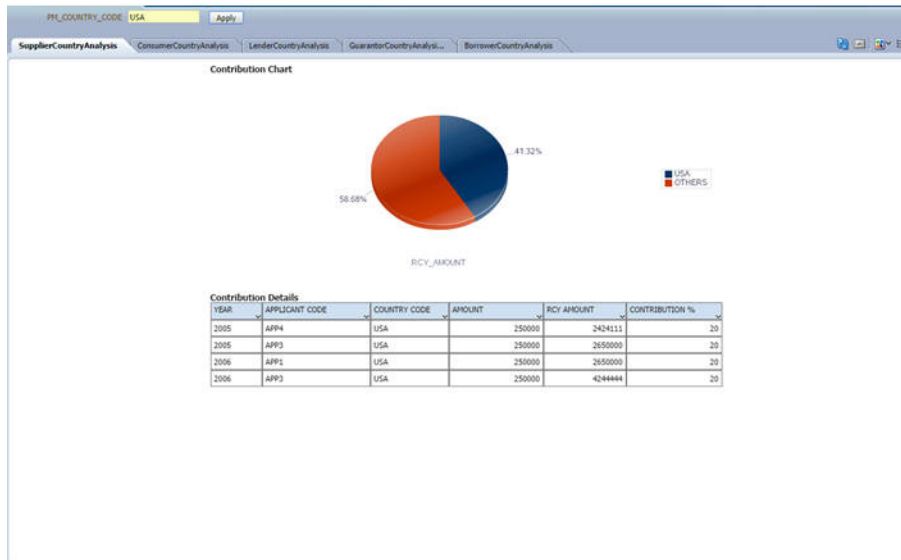 PM_COUNTRY_CODE USA Apply
SupplierCountryAnalysis ConsumerCountryAnalysis LenderCountryAnalysis GuarantorCountryAnalysi... BorrowerCountryAnalysis
Contribution Chart
41.32%
USA
OTHERS
58.68%
RCY_AMOUNT
Contribution Details
YEAR APPLICANT CODE COUNTRY CODE AMOUNT RCY AMOUNT CONTRIBUTION %
2005 APP4 USA 250000 2424111 20
2005 APP3 USA 250000 2650000 20
2006 APP1 USA 250000 2650000 20
2006 APP3 USA 250000 4244444 20